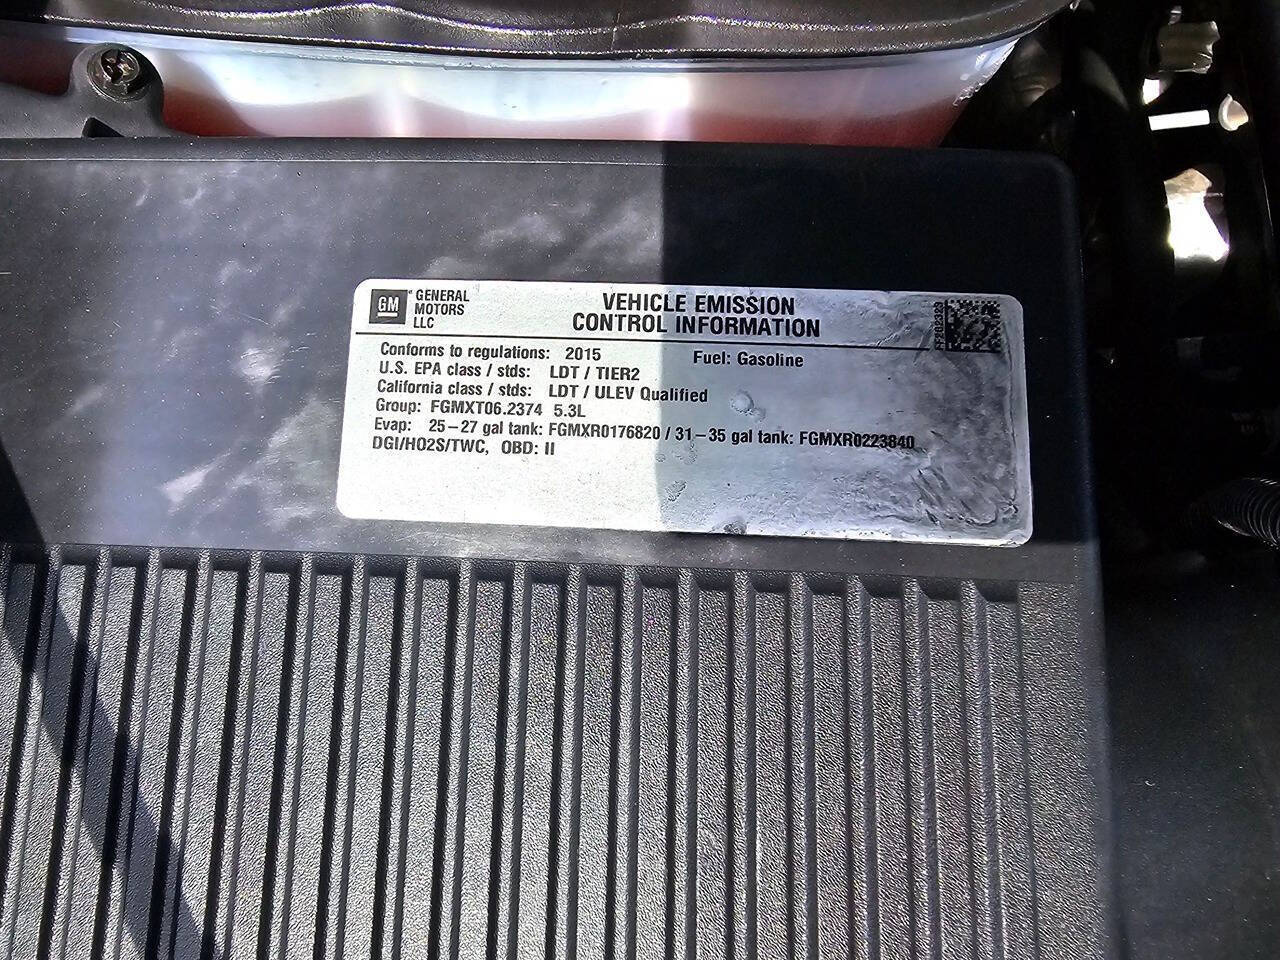 GM GENERAL
MOTORS
LLC
VEHICLE EMISSION
CONTROL INFORMATION
Conforms to regulations: 2015 Fuel: Gasoline
U.S. EPA class / stds: LDT / TIER2
California class / stds: LDT / ULEV Qualified
Group: FGMXT06.2374 5.3L
Evap: 25-27 gal tank: FGMXR0176820 / 31-35 gal tank: FGMXR0223840
DGI/HO2S/TWC, OBD: II